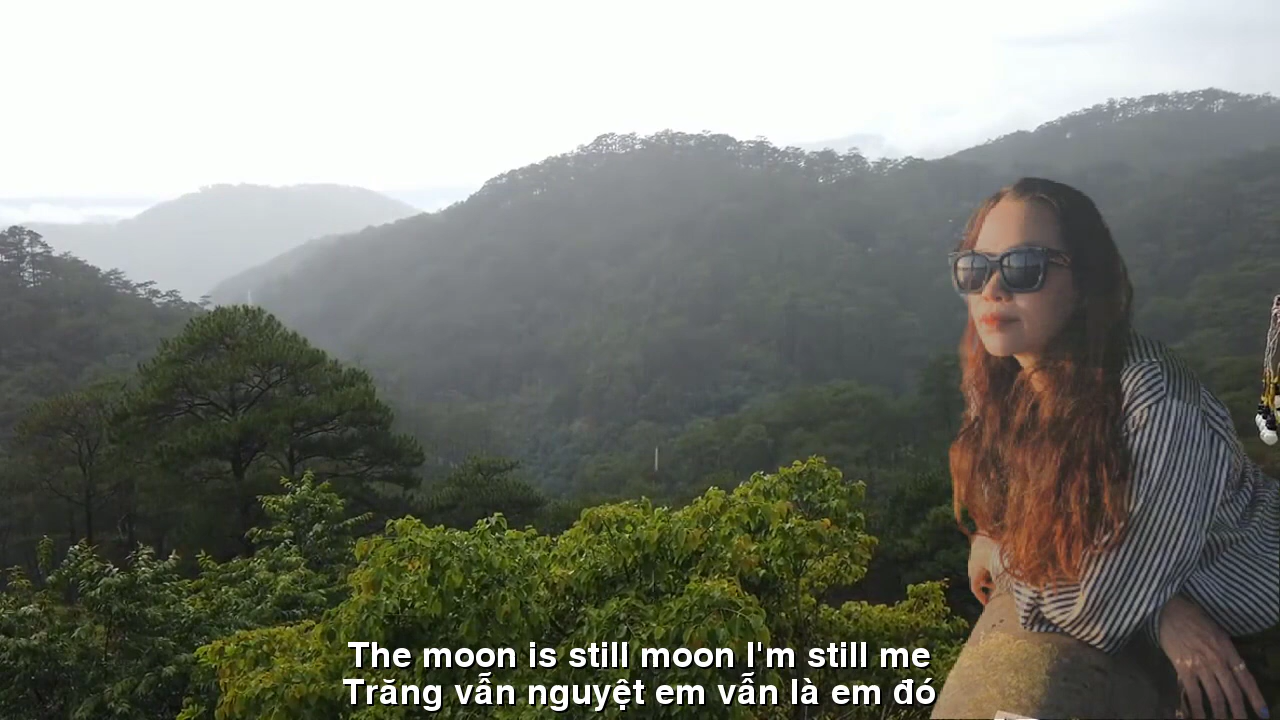 The moon is still moon I'm still me
Trăng vẫn nguyệt em vẫn là em đó